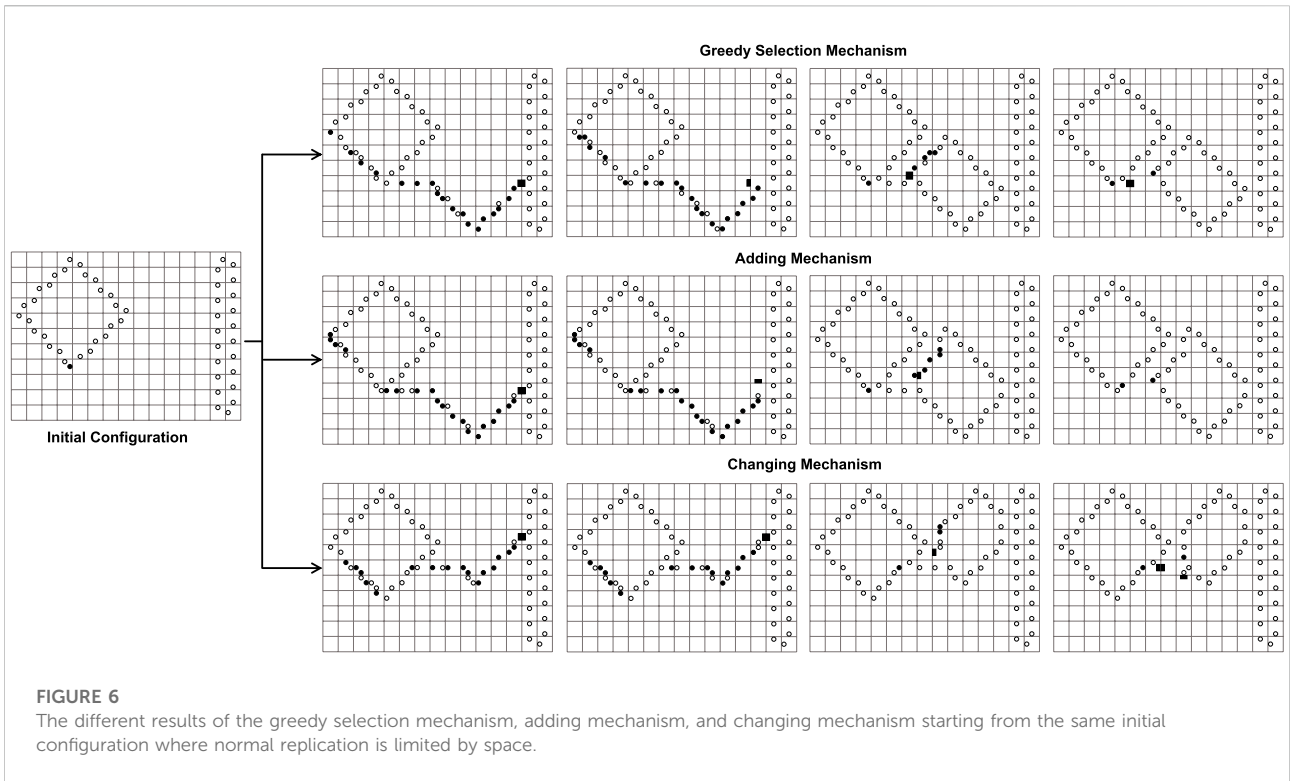 Greedy Selection Mechanism
Adding Mechanism
Initial Configuration
Changing Mechanism
FIGURE 6
The different results of the greedy selection mechanism, adding mechanism, and changing mechanism starting from the same initial
configuration where normal replication is limited by space.